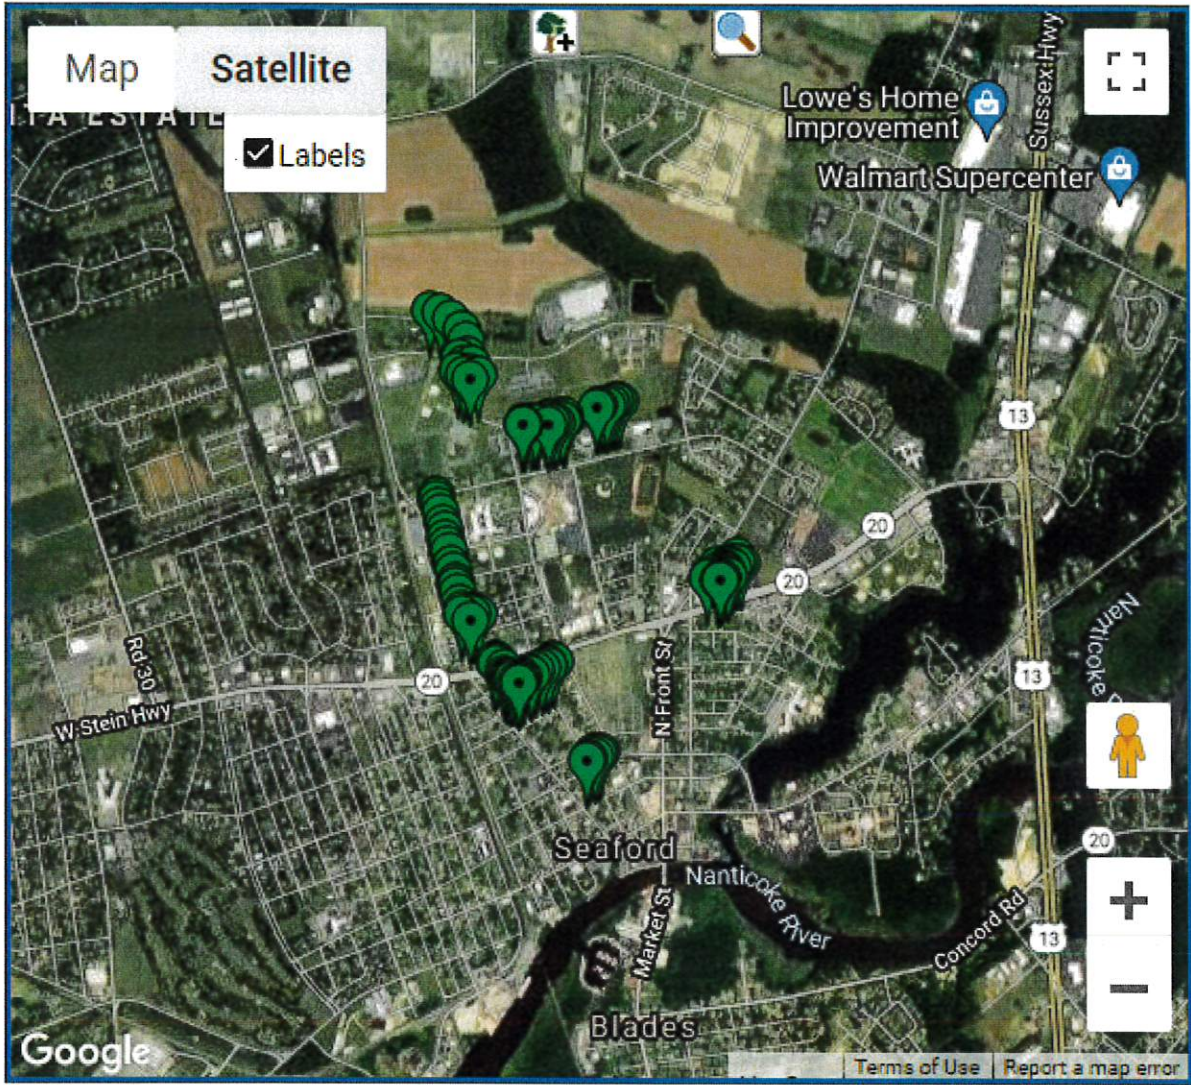 Map
Satellite
Labels
ITA ESTATE
Lowe's Home
Improvement
Sussex Hwy
Walmart Supercenter
13
20
20
Nanticoke
Rd 30
20
N Front St
13
W Stein Hwy
Seaford
20
Nanticoke River
Market St
Concord Rd
13
Blades
Google
Terms of Use
Report a map error